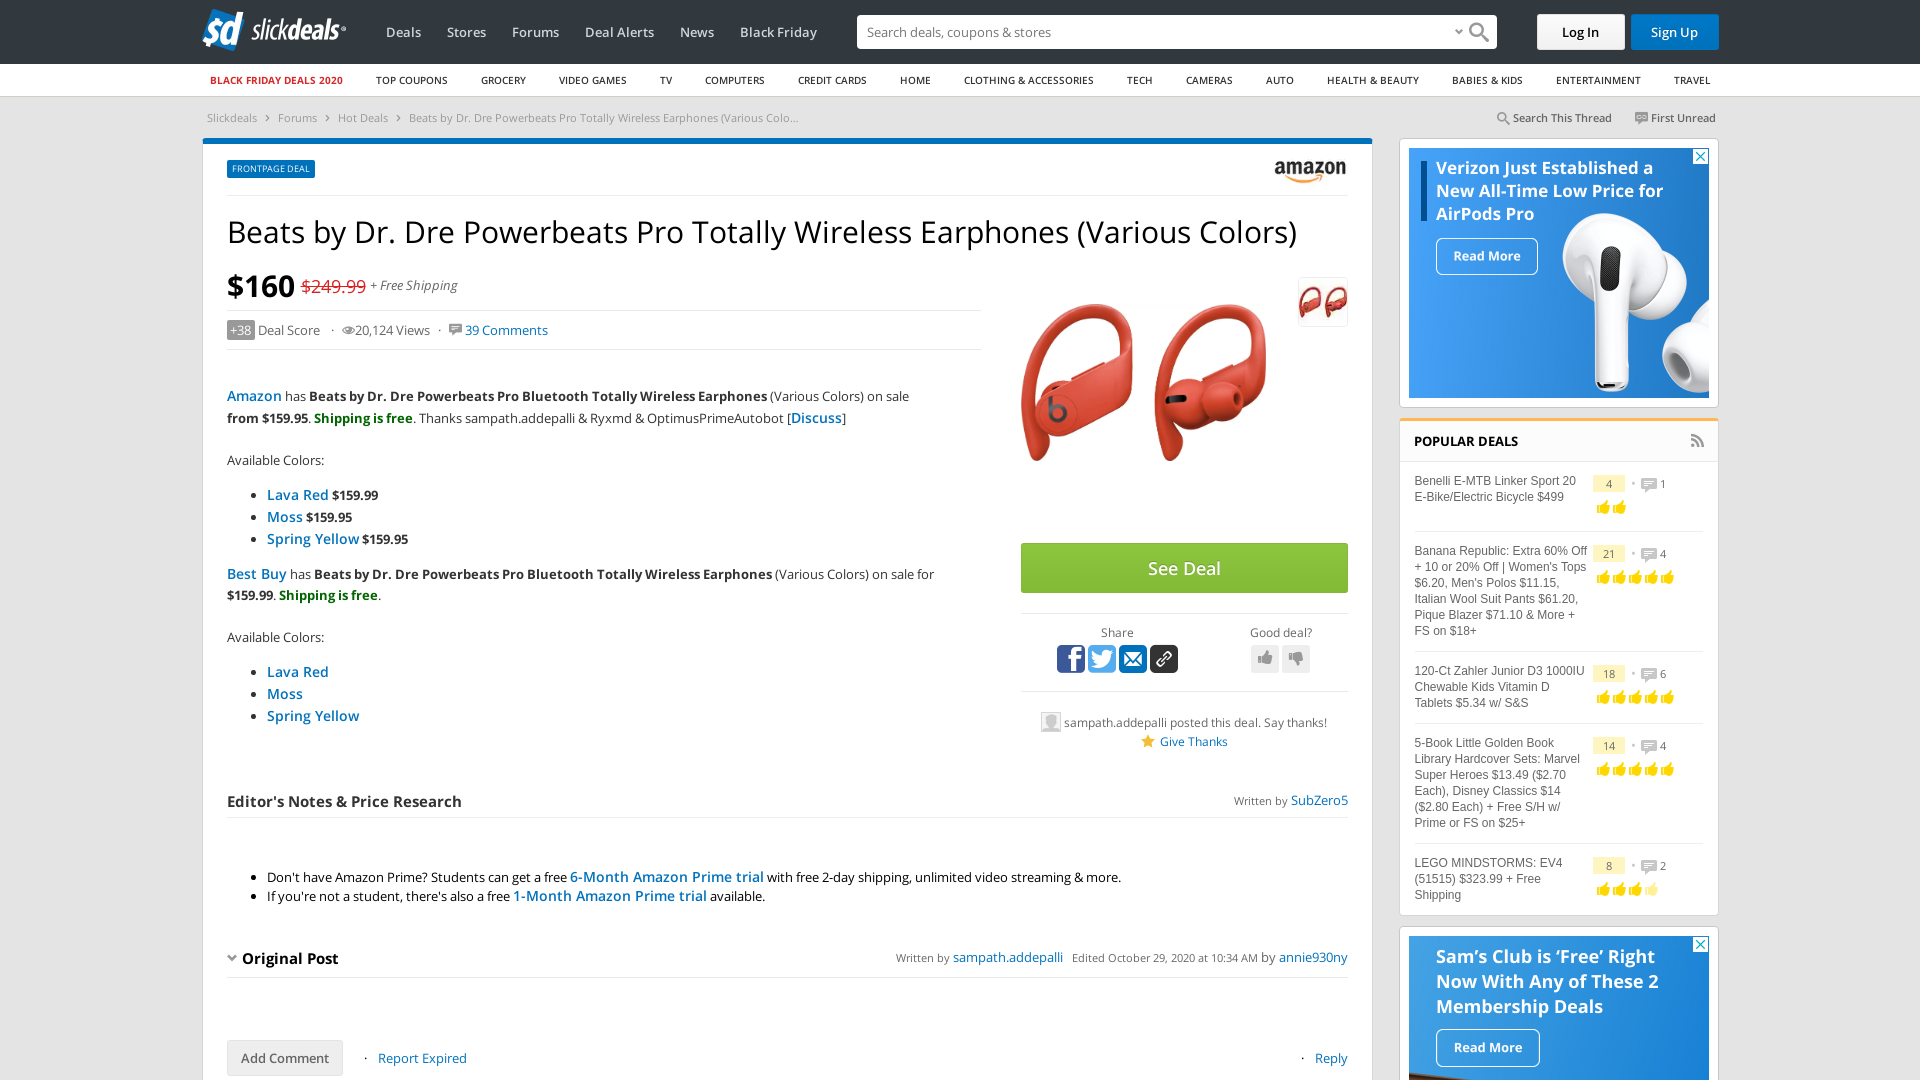 sd slickdeals
Deals Stores Forums Deal Alerts News Black Friday
Search deals, coupons & stores
Log In
Sign Up
BLACK FRIDAY DEALS 2020 TOP COUPONS GROCERY VIDEO GAMES TV COMPUTERS CREDIT CARDS HOME CLOTHING & ACCESSORIES TECH CAMERAS AUTO HEALTH & BEAUTY BABIES & KIDS ENTERTAINMENT TRAVEL
Slickdeals › Forums › Hot Deals › Beats by Dr. Dre Powerbeats Pro Totally Wireless Earphones (Various Colo...
Search This Thread
First Unread
FRONTPAGE DEAL
amazon
Beats by Dr. Dre Powerbeats Pro Totally Wireless Earphones (Various Colors)
$160 $249.99 + Free Shipping
+38 Deal Score · 20,124 Views · 39 Comments
Amazon has Beats by Dr. Dre Powerbeats Pro Bluetooth Totally Wireless Earphones (Various Colors) on sale
from $159.95. Shipping is free. Thanks sampath.addepalli & Ryxmd & OptimusPrimeAutobot [Discuss]
Available Colors:
• Lava Red $159.99
• Moss $159.95
• Spring Yellow $159.95
Best Buy has Beats by Dr. Dre Powerbeats Pro Bluetooth Totally Wireless Earphones (Various Colors) on sale for
$159.99. Shipping is free.
Available Colors:
• Lava Red
• Moss
• Spring Yellow
See Deal
Share
Good deal?
sampath.addepalli posted this deal. Say thanks!
Give Thanks
Editor's Notes & Price Research
Written by SubZero5
• Don't have Amazon Prime? Students can get a free 6-Month Amazon Prime trial with free 2-day shipping, unlimited video streaming & more.
• If you're not a student, there's also a free 1-Month Amazon Prime trial available.
Original Post
Written by sampath.addepalli Edited October 29, 2020 at 10:34 AM by annie930ny
Add Comment · Report Expired
· Reply
Verizon Just Established a
New All-Time Low Price for
AirPods Pro
Read More
POPULAR DEALS
Benelli E-MTB Linker Sport 20
E-Bike/Electric Bicycle $499
4 • 1
Banana Republic: Extra 60% Off
+ 10 or 20% Off | Women's Tops
$6.20, Men's Polos $11.15,
Italian Wool Suit Pants $61.20,
Pique Blazer $71.10 & More +
FS on $18+
21 • 4
120-Ct Zahler Junior D3 1000IU
Chewable Kids Vitamin D
Tablets $5.34 w/ S&S
18 • 6
5-Book Little Golden Book
Library Hardcover Sets: Marvel
Super Heroes $13.49 ($2.70
Each), Disney Classics $14
($2.80 Each) + Free S/H w/
Prime or FS on $25+
14 • 4
LEGO MINDSTORMS: EV4
(51515) $323.99 + Free
Shipping
8 • 2
Sam's Club is 'Free' Right
Now With Any of These 2
Membership Deals
Read More